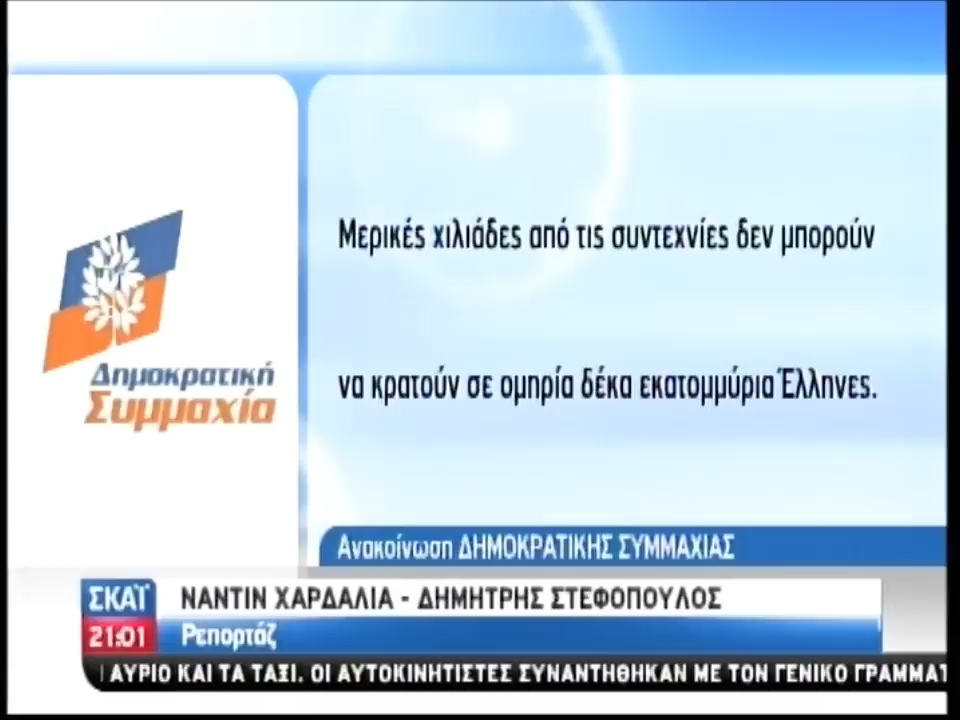 Μερικές χιλιάδες από τις συντεχνίες δεν μπορούν
να κρατούν σε ομηρία δέκα εκατομμύρια Έλληνες.
Δημοκρατική
Συμμαχία
Ανακοίνωση ΔΗΜΟΚΡΑΤΙΚΗΣ ΣΥΜΜΑΧΙΑΣ
ΣΚΑΪ
ΝΑΝΤΙΝ ΧΑΡΔΑΛΙΑ - ΔΗΜΗΤΡΗΣ ΣΤΕΦΟΠΟΥΛΟΣ
21:01
Ρεπορτάζ
ΑΥΡΙΟ ΚΑΙ ΤΑ ΤΑΞΙ. ΟΙ ΑΥΤΟΚΙΝΗΤΙΣΤΕΣ ΣΥΝΑΝΤΗΘΗΚΑΝ ΜΕ ΤΟΝ ΓΕΝΙΚΟ ΓΡΑΜΜΑΤ